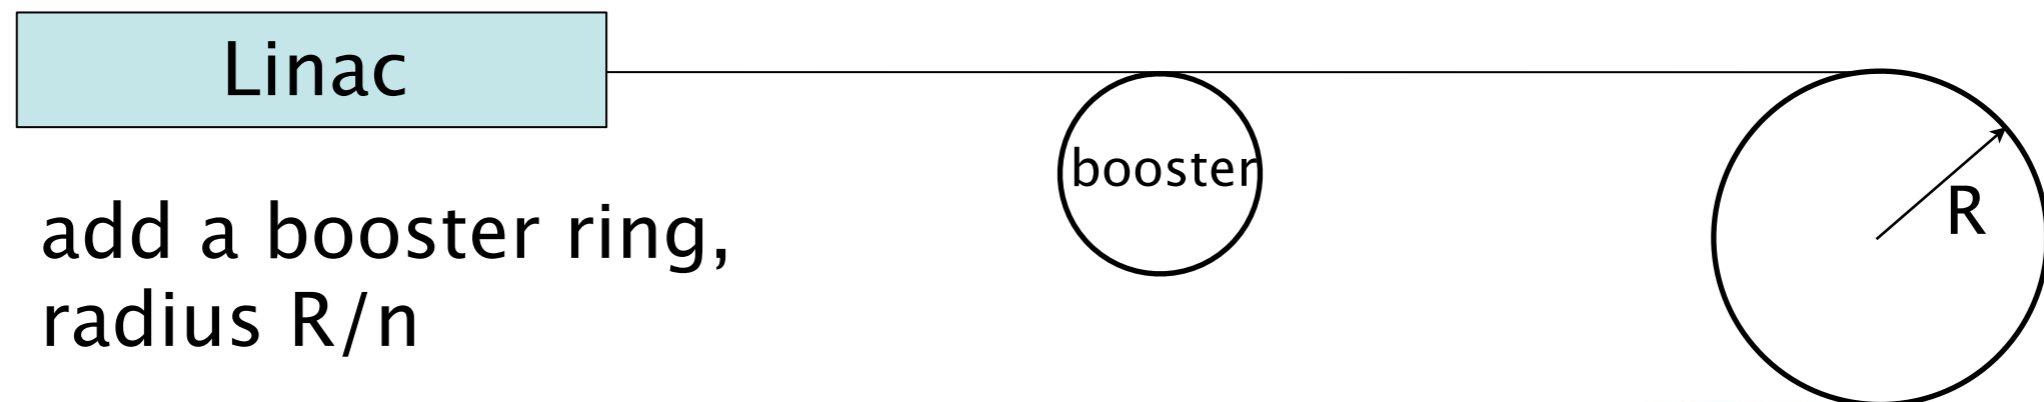 Linac
booster
R
add a booster ring,
radius R/n